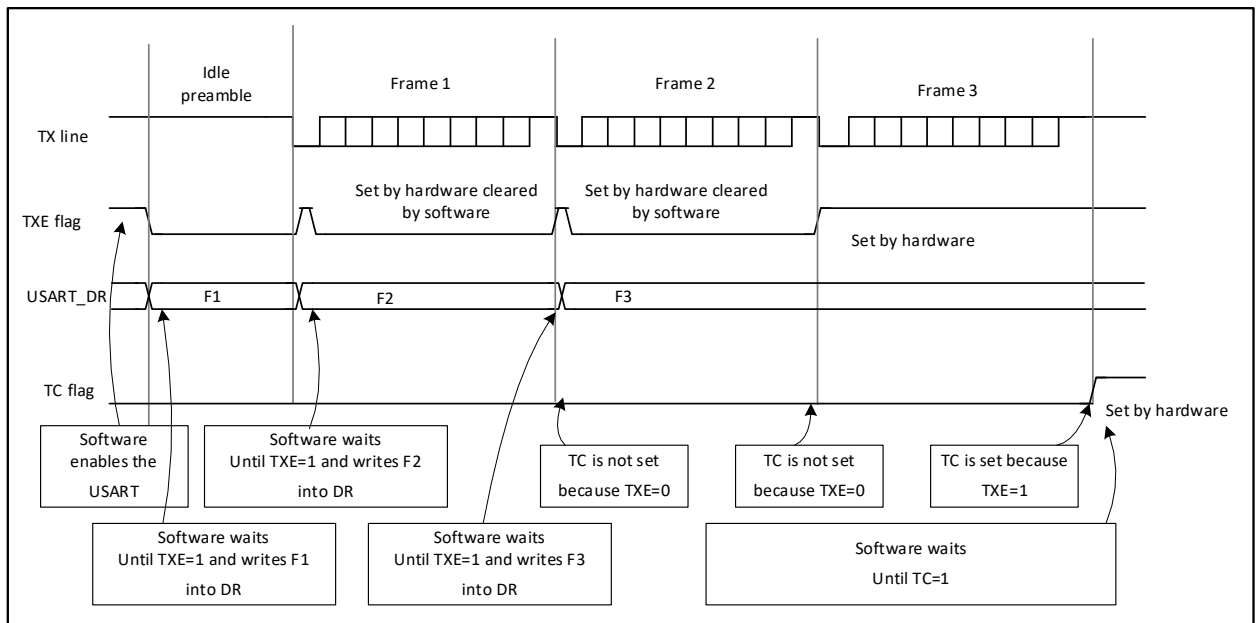 Idle
preamble
Frame 1
Frame 2
Frame 3
TX line
Set by hardware cleared
by software
Set by hardware cleared
by software
TXE flag
Set by hardware
USART_DR
F1
F2
F3
TC flag
Set by hardware
Software
enables the
USART
Software waits
Until TXE=1 and writes F2
into DR
TC is not set
because TXE=0
TC is not set
because TXE=0
TC is set because
TXE=1
Software waits
Until TXE=1 and writes F1
into DR
Software waits
Until TXE=1 and writes F3
into DR
Software waits
Until TC=1